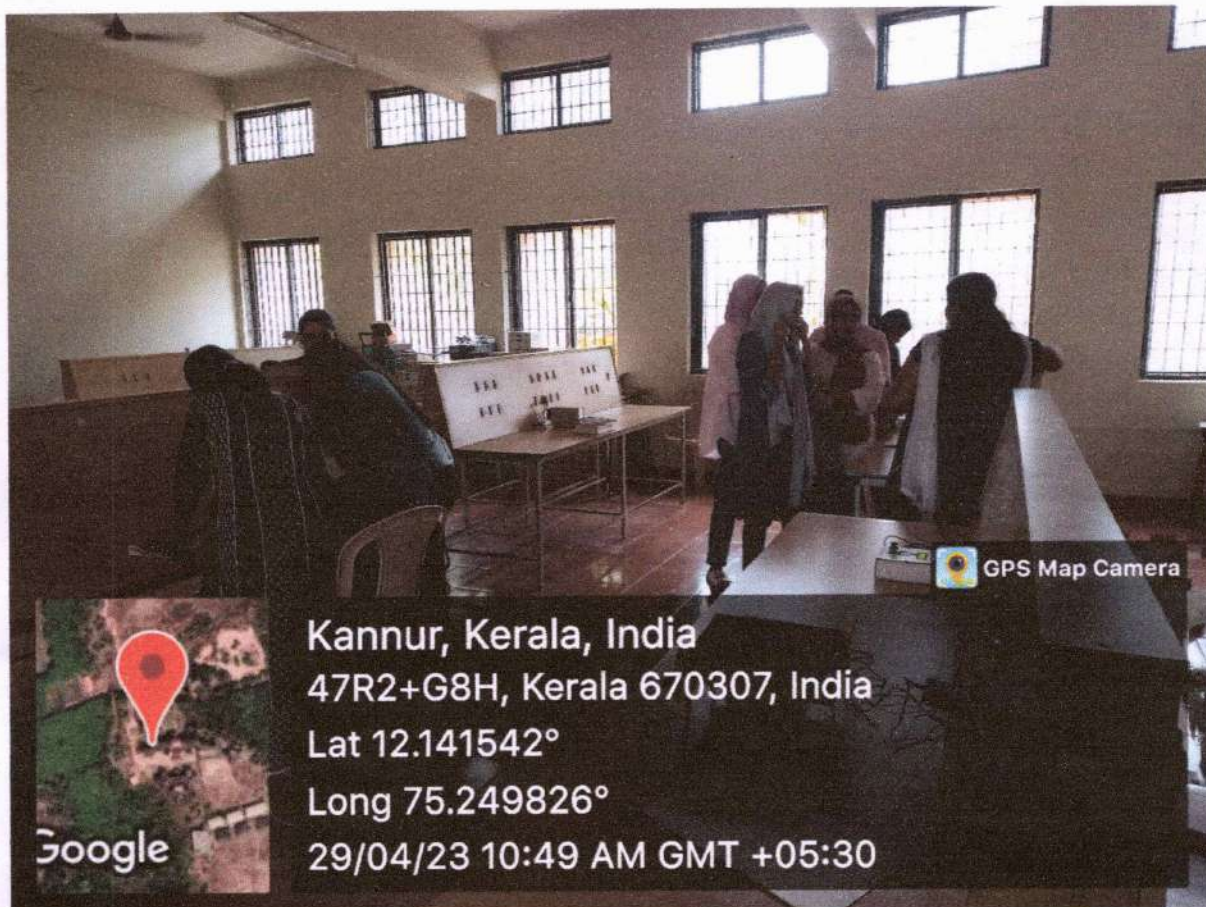 GPS Map Camera
Kannur, Kerala, India
47R2+G8H, Kerala 670307, India
Lat 12.141542°
Long 75.249826°
29/04/23 10:49 AM GMT +05:30
Google